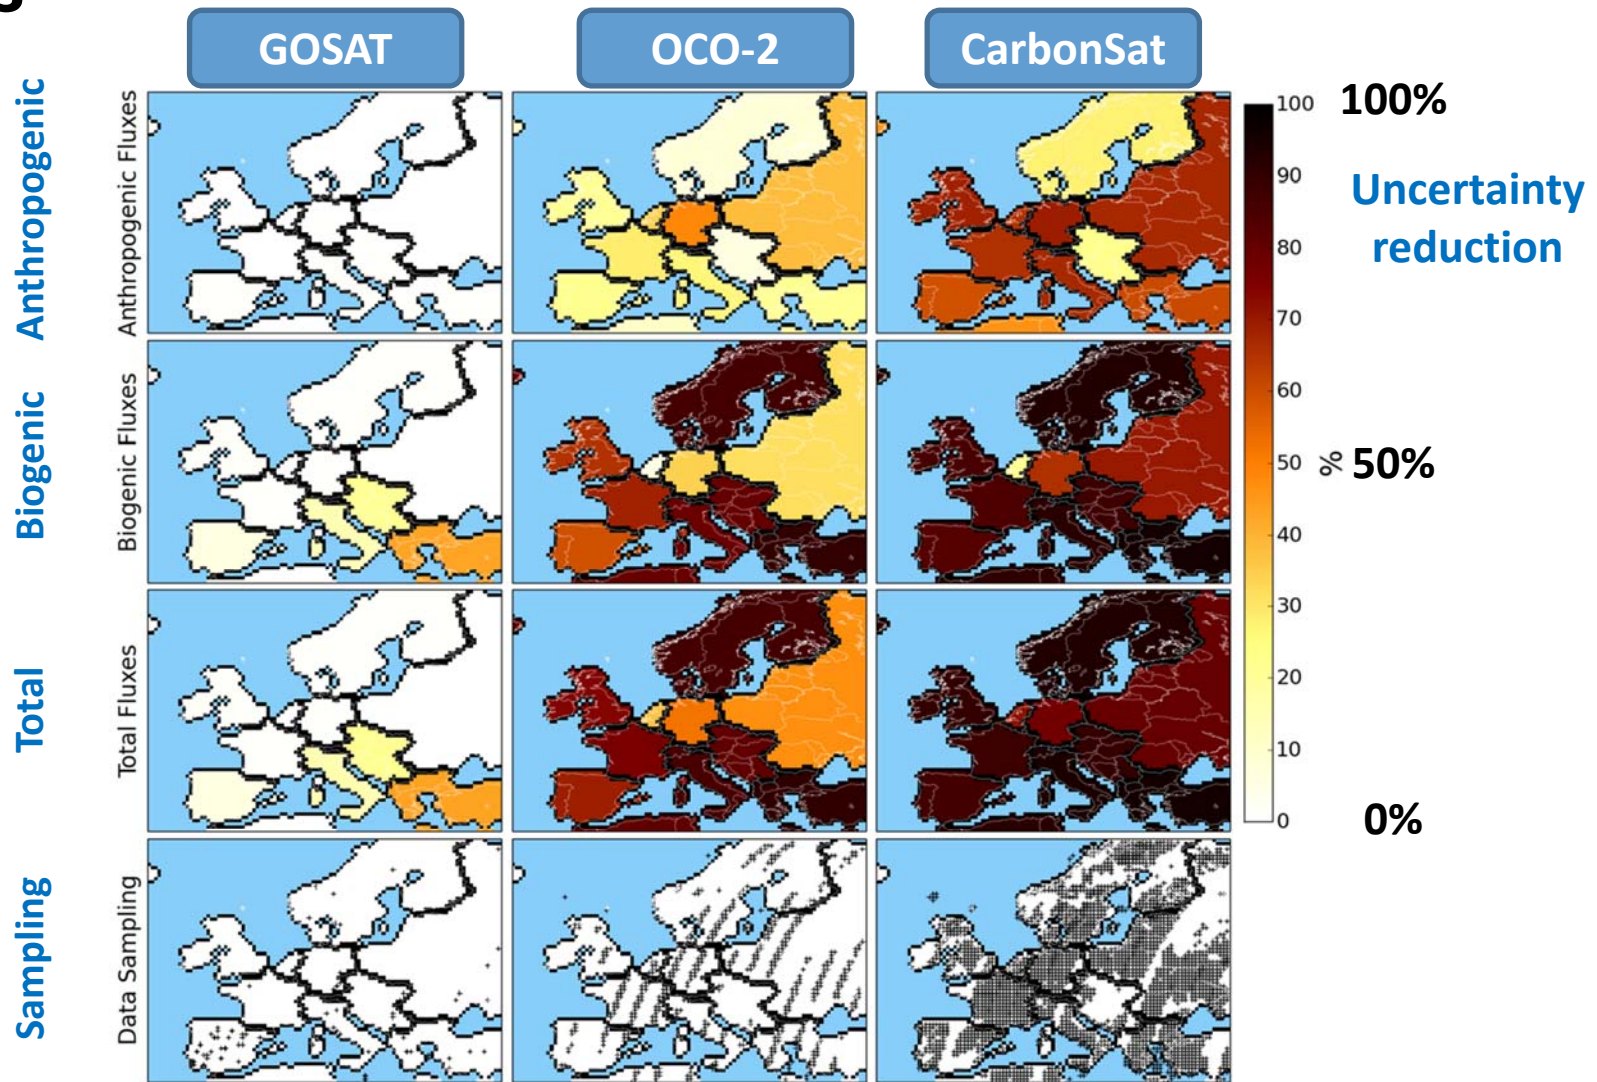 GOSAT
OCO-2
CarbonSat
Anthropogenic
Anthropogenic Fluxes
100
90
80
70
60
50
40
30
20
10
0
%
100%
Uncertainty
reduction
50%
0%
Biogenic
Biogenic Fluxes
Total
Total Fluxes
Sampling
Data Sampling